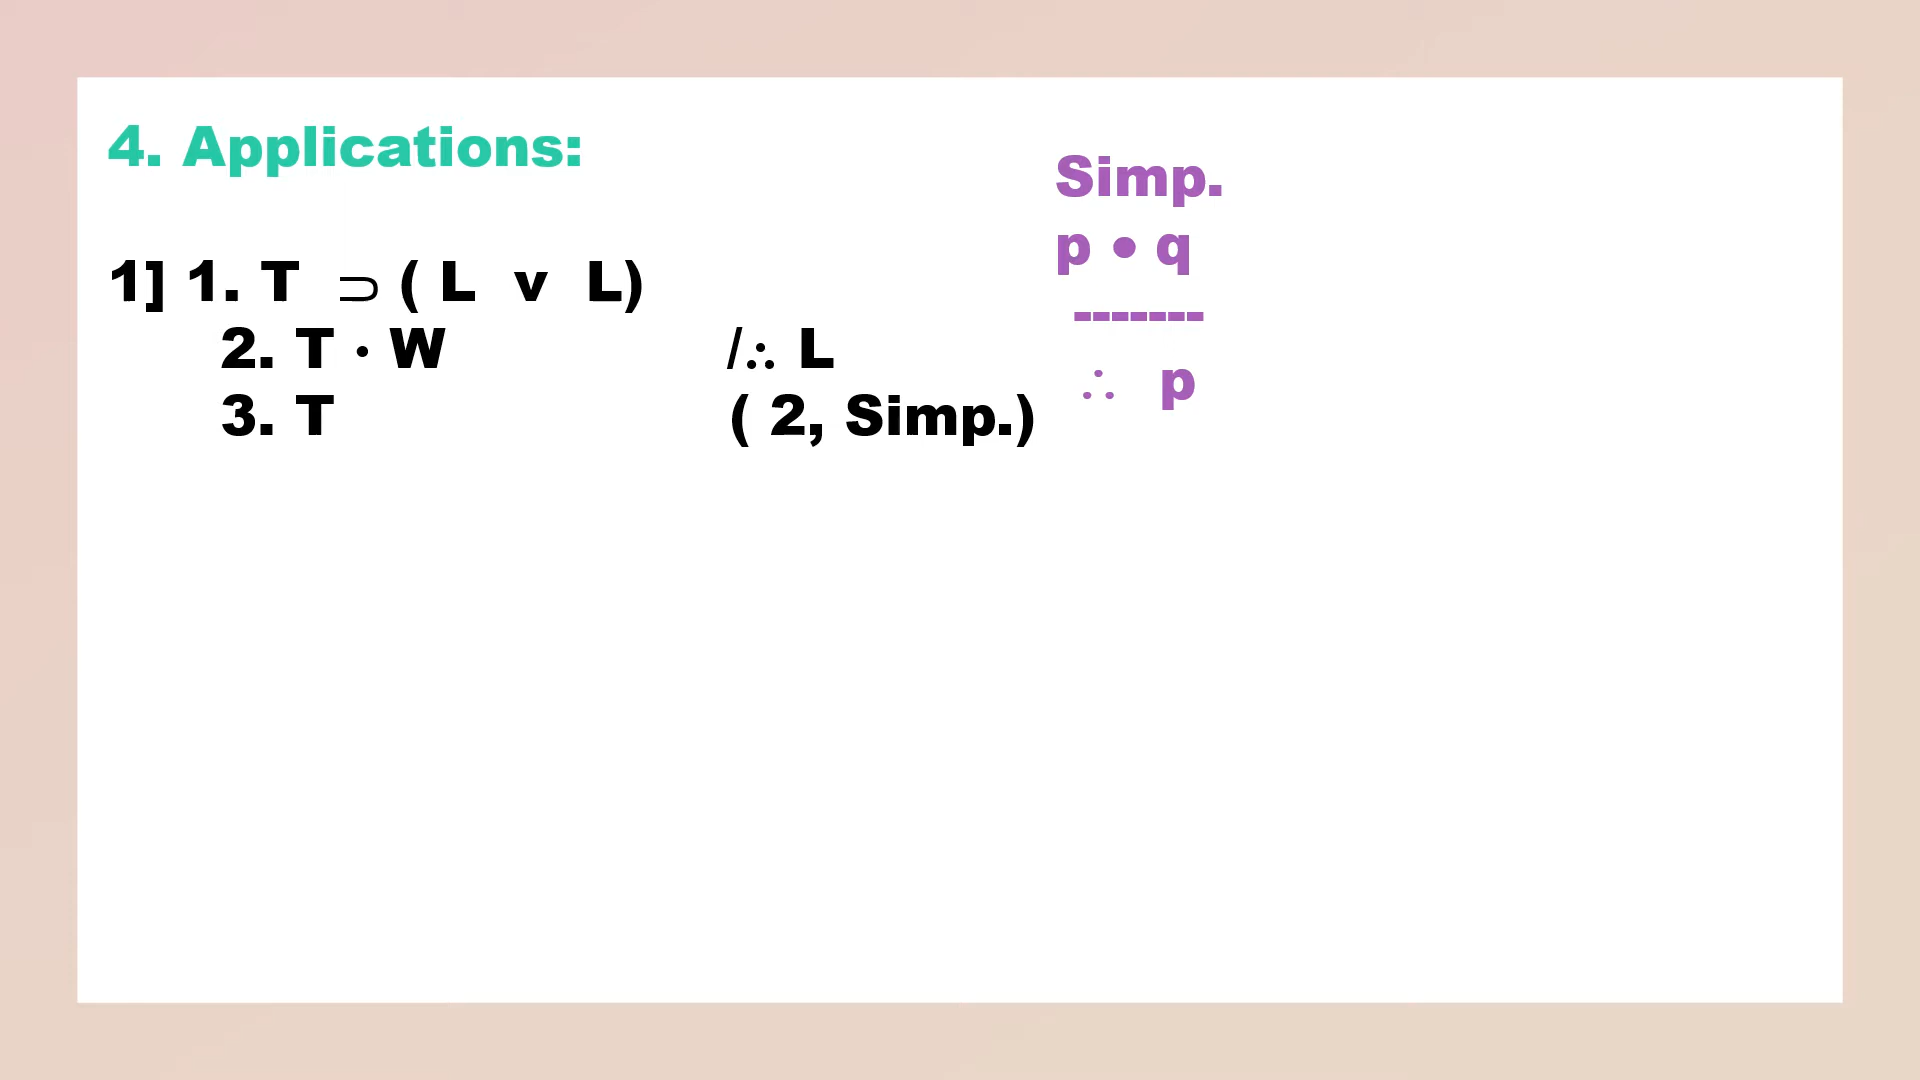 4. Applications:
1] 1. T ⊃ ( L v L)
2. T · W /∴ L
3. T ( 2, Simp.)
Simp.
p • q
-------
∴ p